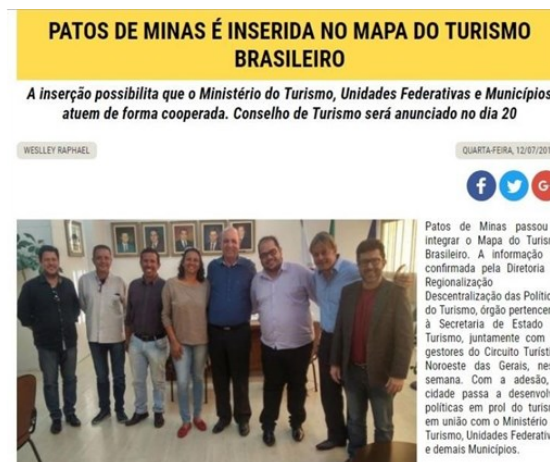 PATOS DE MINAS É INSERIDA NO MAPA DO TURISMO
BRASILEIRO
A inserção possibilita que o Ministério do Turismo, Unidades Federativas e Municípios
atuem de forma cooperada. Conselho de Turismo será anunciado no dia 20
WESLLEY RAPHAEL
QUARTA-FEIRA, 12/07/201
f
G
Patos de Minas passou
integrar o Mapa do Turis
Brasileiro. A informação
confirmada pela Diretoria
Regionalização
Descentralização das Polític
do Turismo, órgão pertencen
à Secretaria de Estado
Turismo, juntamente com
gestores do Circuito Turísti
Noroeste das Gerais, nes
semana. Com a adesão,
cidade passa a desenvolv
políticas em prol do turis
em união com o Ministério
Turismo, Unidades Federativ
e demais Municípios.